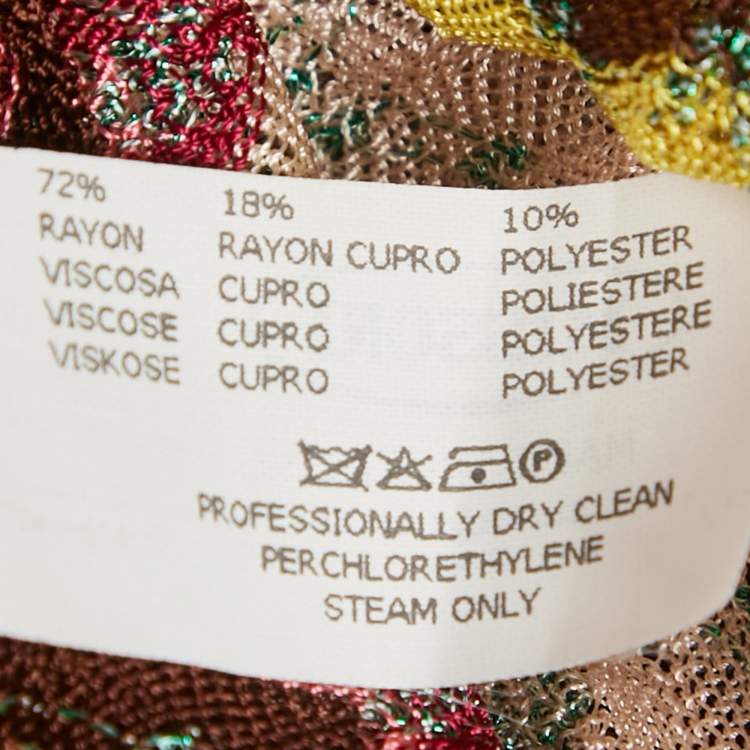 72%
RAYON
VISCOSA
VISCOSE
VISKOSE
18%
RAYON CUPRO
CUPRO
CUPRO
CUPRO
10%
POLYESTER
POLIESTERE
POLYESTERE
POLYESTER
P
PROFESSIONALLY DRY CLEAN
PERCHLORETHYLENE
STEAM ONLY